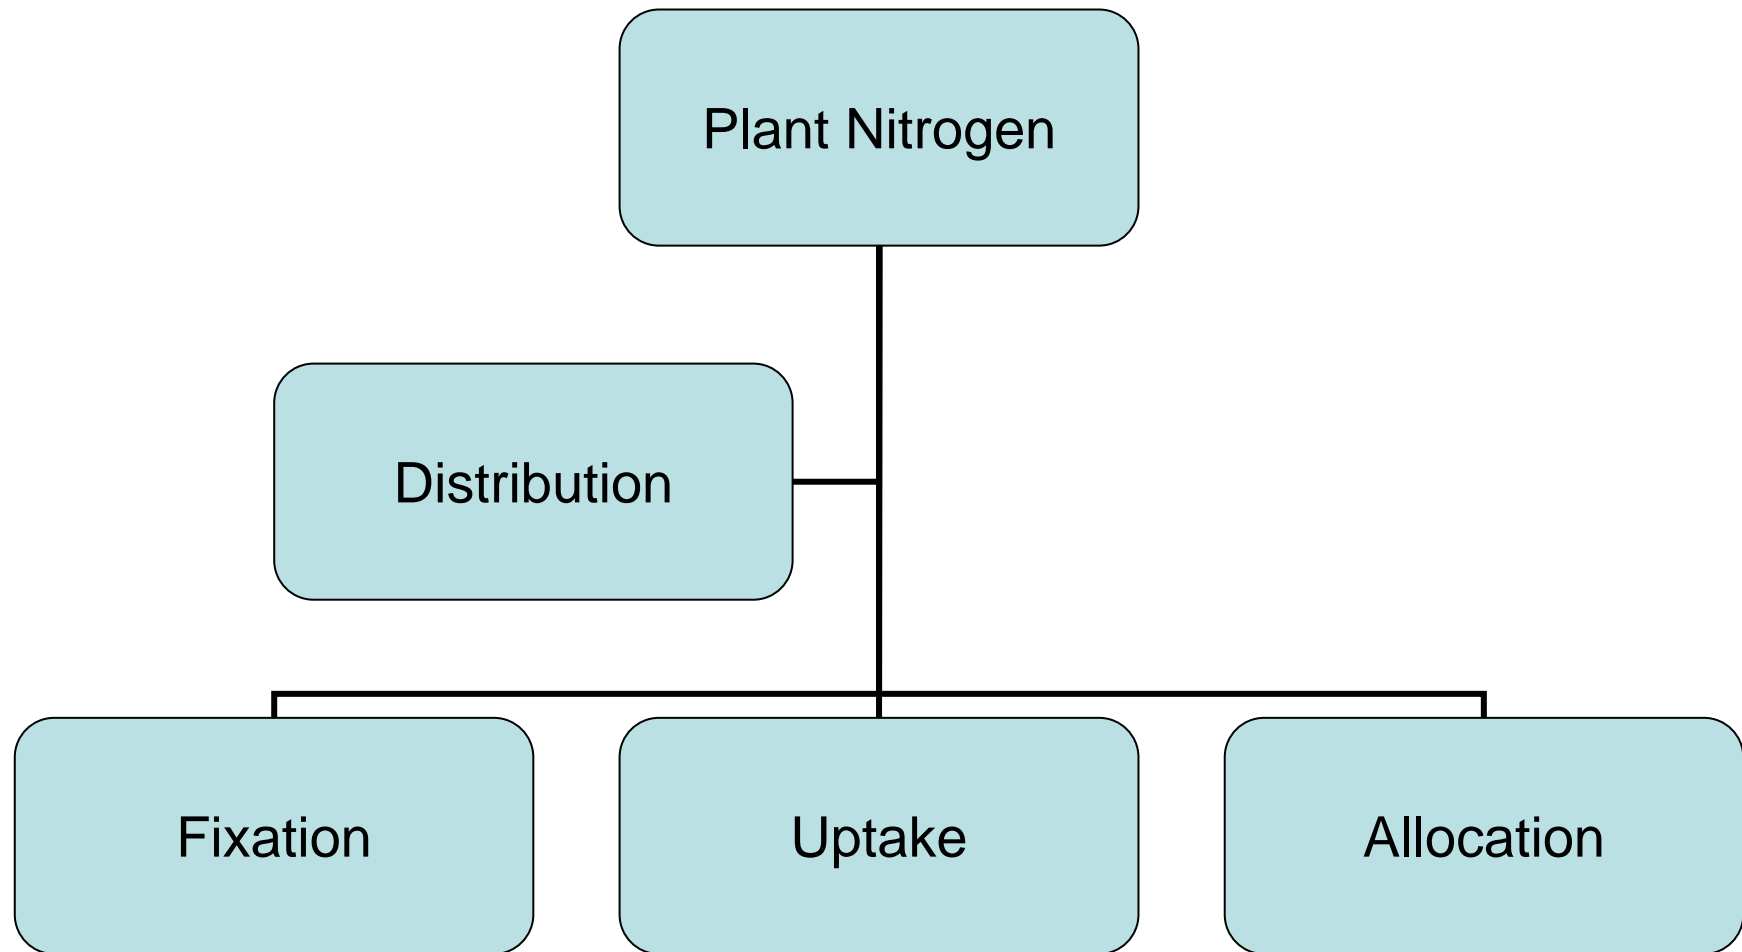 Plant Nitrogen
Distribution
Fixation
Uptake
Allocation